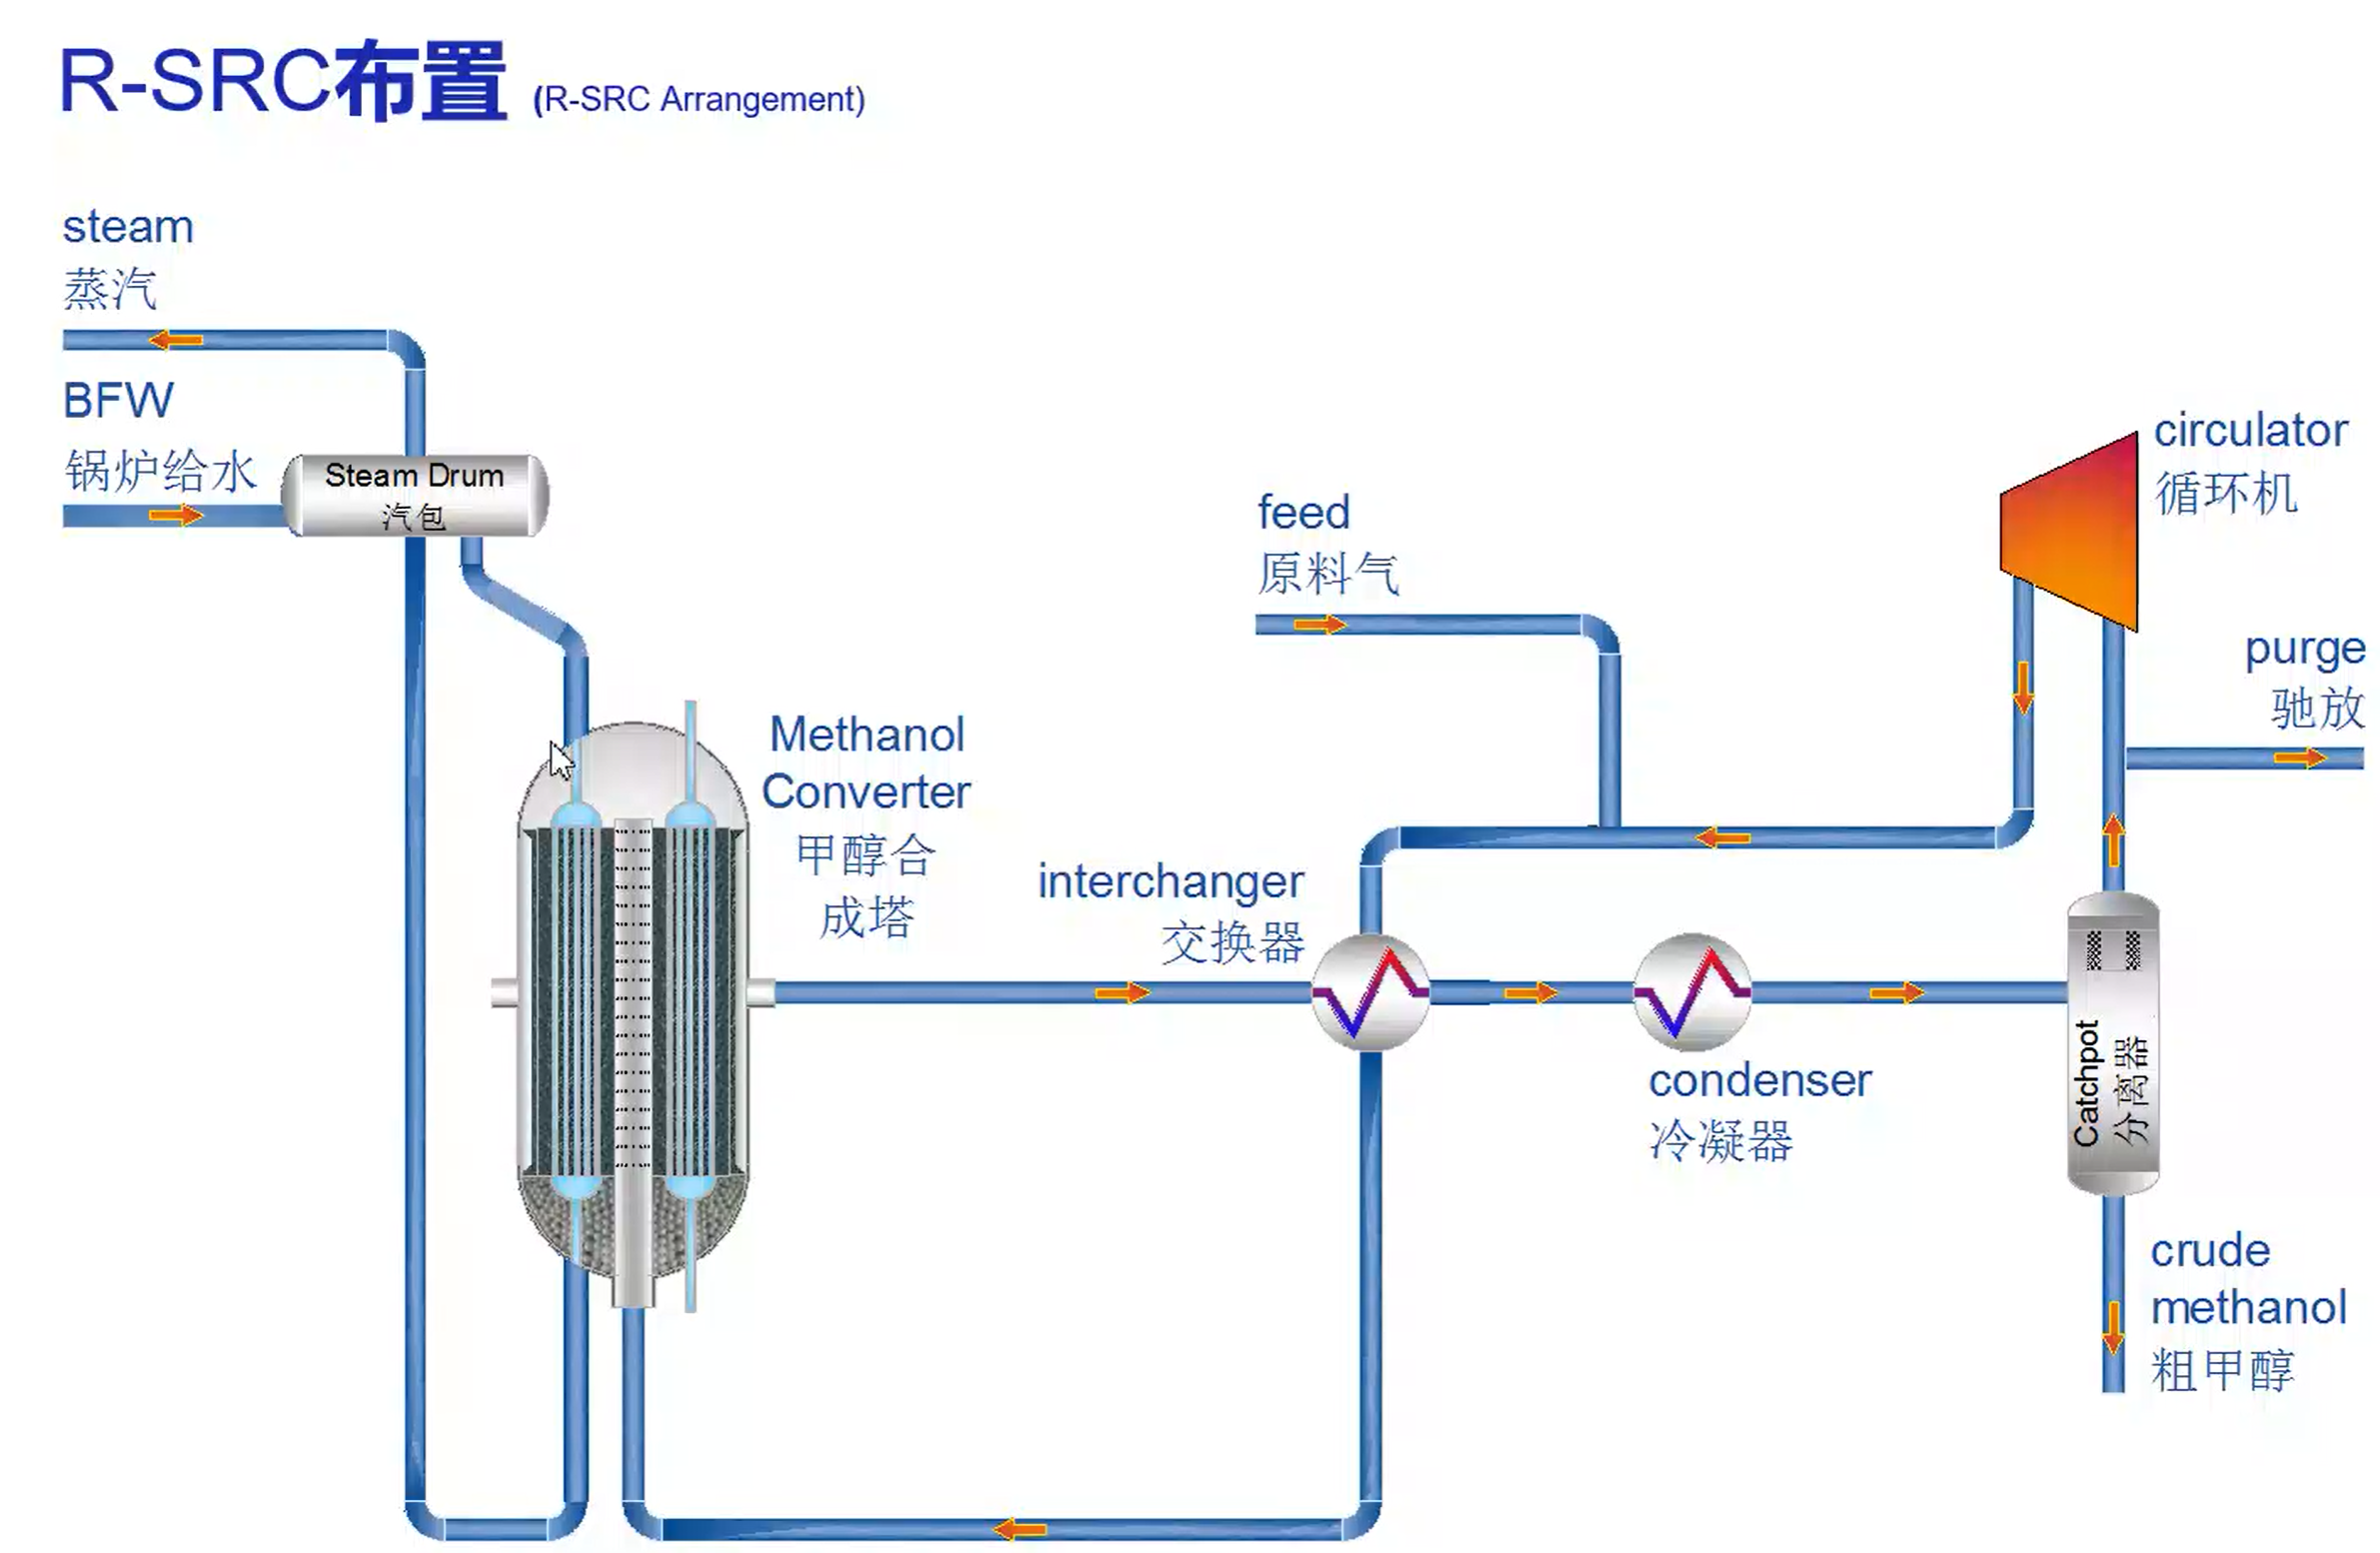 R-SRC布置 (R-SRC Arrangement)
steam
蒸汽
BFW
锅炉给水
Steam Drum
汽包
Methanol
Converter
甲醇合
成塔
interchanger
交换器
feed
原料气
circulator
循环机
purge
驰放
condenser
冷凝器
Catchpot
分离器
crude
methanol
粗甲醇